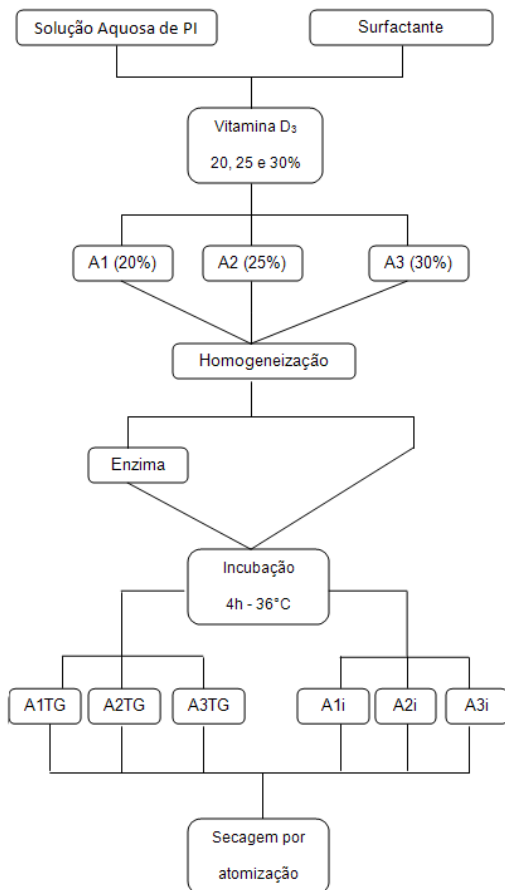 Solução Aquosa de PI
Surfactante
Vitamina D₃
20, 25 e 30%
A1 (20%)
A2 (25%)
A3 (30%)
Homogeneização
Enzima
Incubação
4h - 36°C
A1TG
A2TG
A3TG
A1i
A2i
A3i
Secagem por
atomização